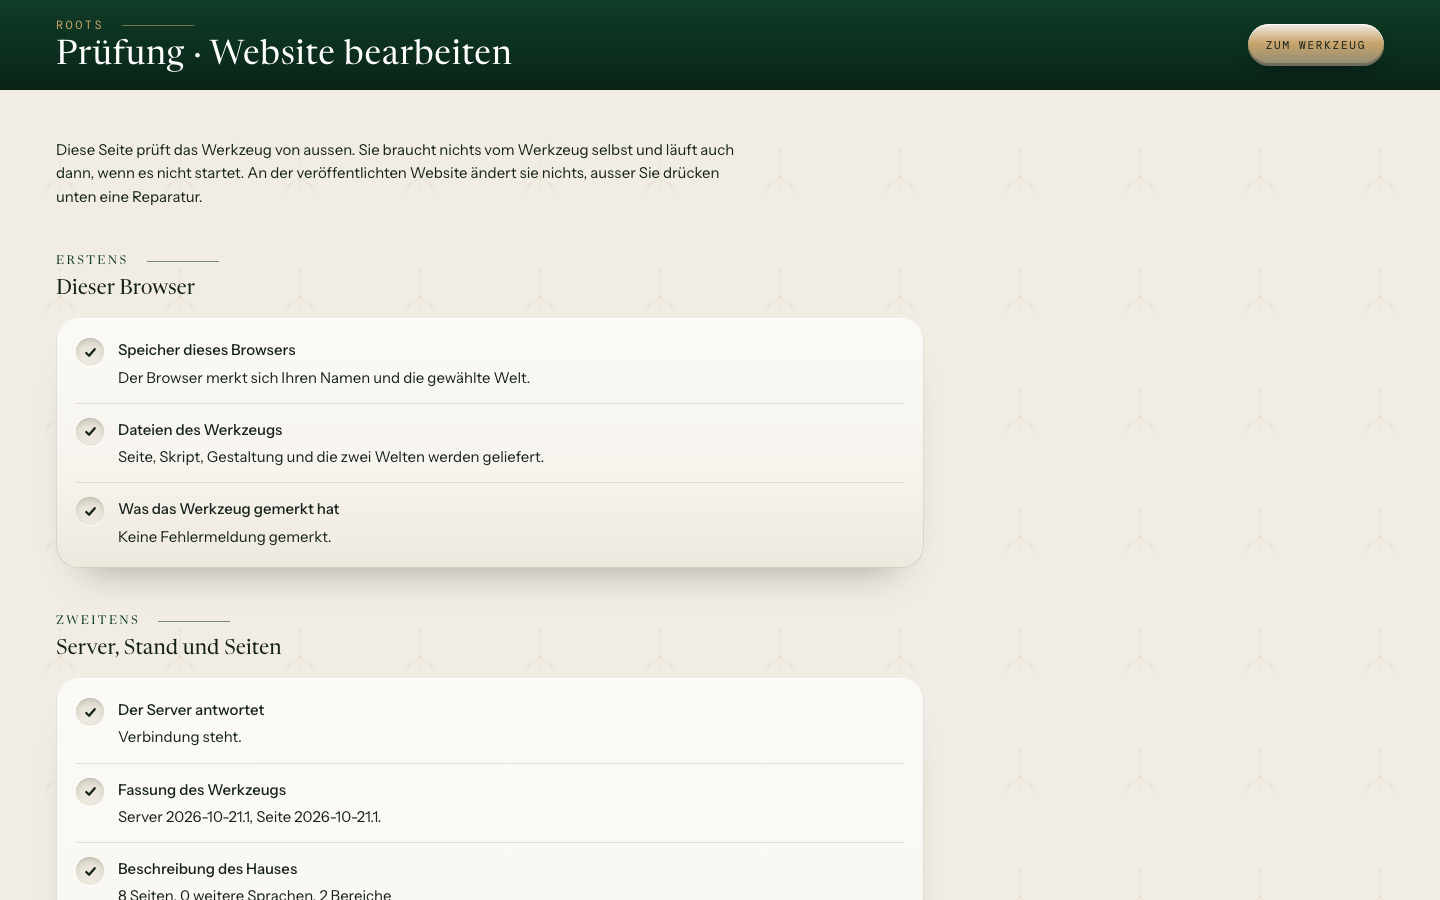 ROOTS
Prüfung · Website bearbeiten
ZUM WERKZEUG
Diese Seite prüft das Werkzeug von aussen. Sie braucht nichts vom Werkzeug selbst und läuft auch
dann, wenn es nicht startet. An der veröffentlichten Website ändert sie nichts, ausser Sie drücken
unten eine Reparatur.
ERSTENS
Dieser Browser
Speicher dieses Browsers
Der Browser merkt sich Ihren Namen und die gewählte Welt.
Dateien des Werkzeugs
Seite, Skript, Gestaltung und die zwei Welten werden geliefert.
Was das Werkzeug gemerkt hat
Keine Fehlermeldung gemerkt.
ZWEITENS
Server, Stand und Seiten
Der Server antwortet
Verbindung steht.
Fassung des Werkzeugs
Server 2026-10-21.1, Seite 2026-10-21.1.
Beschreibung des Hauses
8 Seiten, 0 weitere Sprachen, 2 Bereiche